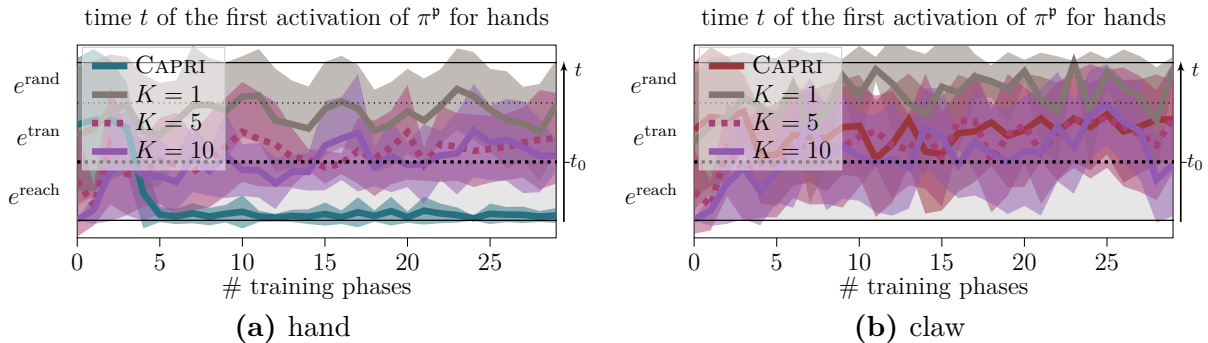 time t of the first activation of π^𝔭 for hands
e^rand
e^tran
e^reach
CAPRI
K = 1
K = 5
K = 10
t
t₀
0 5 10 15 20 25
# training phases
(a) hand
time t of the first activation of π^𝔭 for hands
e^rand
e^tran
e^reach
CAPRI
K = 1
K = 5
K = 10
t
t₀
0 5 10 15 20 25
# training phases
(b) claw